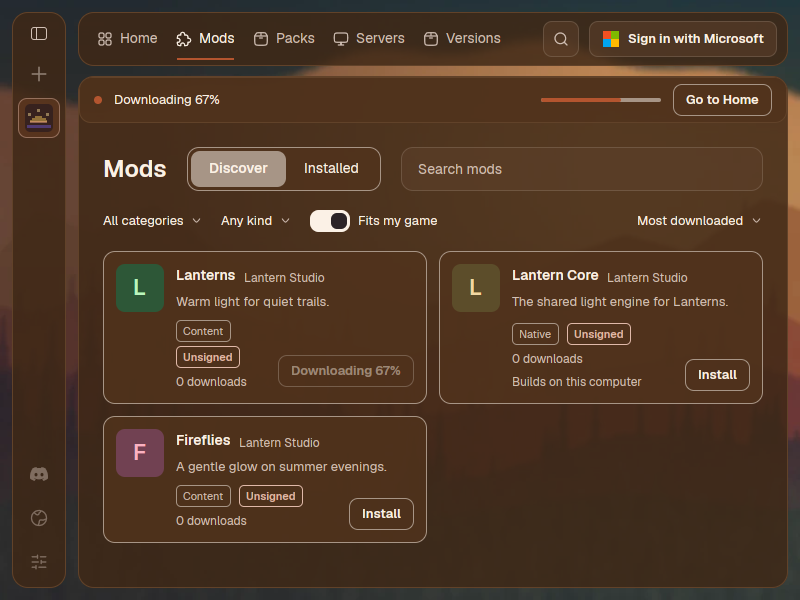 Home
Mods
Packs
Servers
Versions
Sign in with Microsoft
Downloading 67%
Go to Home
Mods
Discover
Installed
Search mods
All categories
Any kind
Fits my game
Most downloaded
L
Lanterns Lantern Studio
Warm light for quiet trails.
Content
Unsigned
0 downloads
Downloading 67%
L
Lantern Core Lantern Studio
The shared light engine for Lanterns.
Native Unsigned
0 downloads
Builds on this computer
Install
F
Fireflies Lantern Studio
A gentle glow on summer evenings.
Content Unsigned
0 downloads
Install